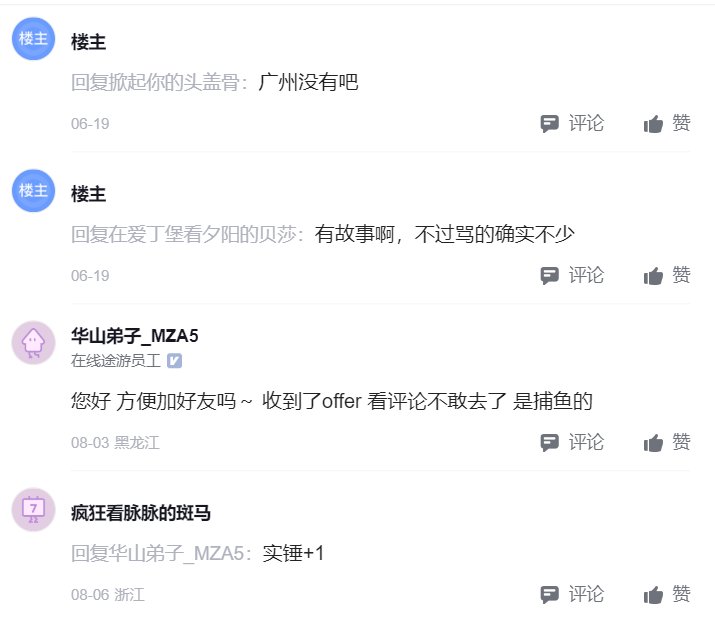 楼主
楼主
回复掀起你的头盖骨：广州没有吧
06-19
评论
赞
楼主
楼主
回复在爱丁堡看夕阳的贝莎：有故事啊，不过骂的确实不少
06-19
评论
赞
华山弟子_MZA5
在线途游员工
您好 方便加好友吗～ 收到了offer 看评论不敢去了 是捕鱼的
08-03 黑龙江
评论
赞
7
疯狂看脉脉的斑马
回复华山弟子_MZA5：实锤+1
08-06 浙江
评论
赞